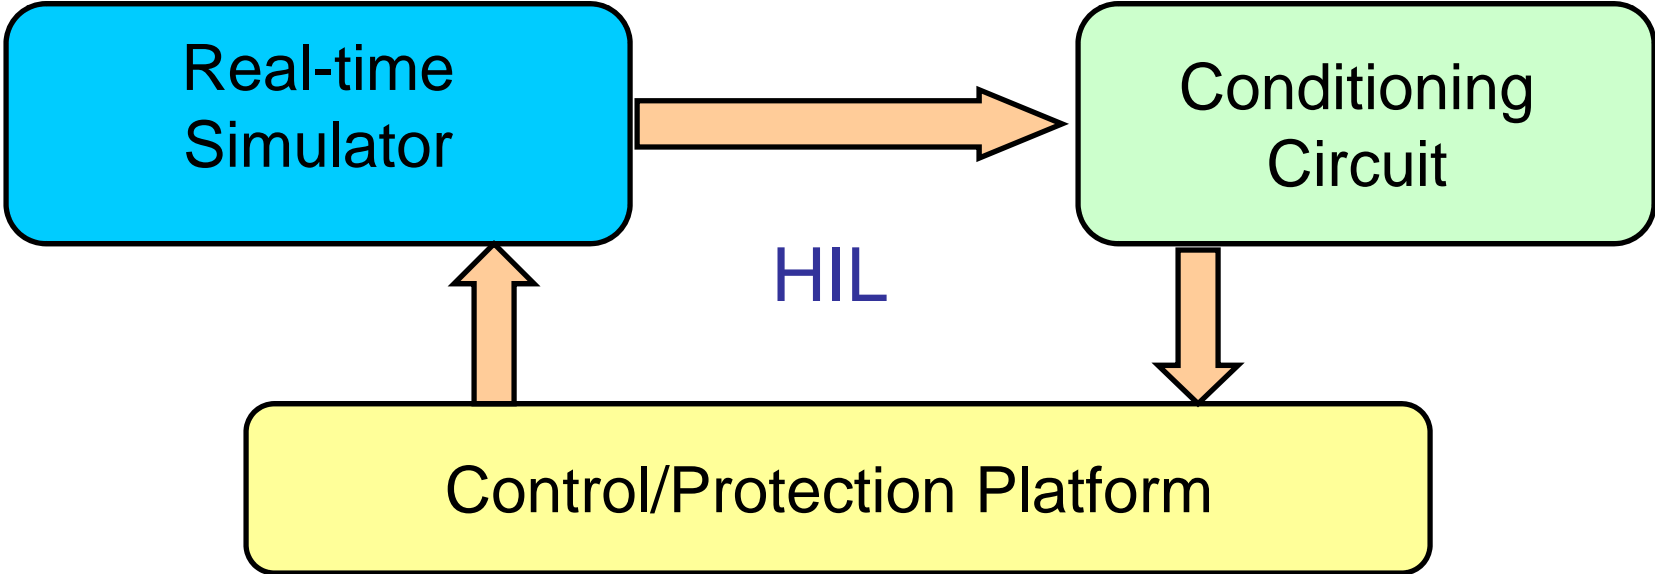 Real-time
Simulator
Conditioning
Circuit
HIL
Control/Protection Platform